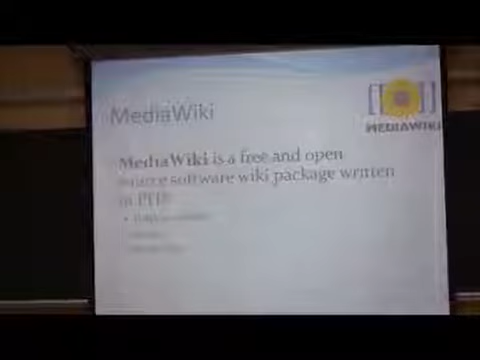 MediaWiki
MEDIAWIKI
MediaWiki is a free and open
source software wiki package written
in PHP